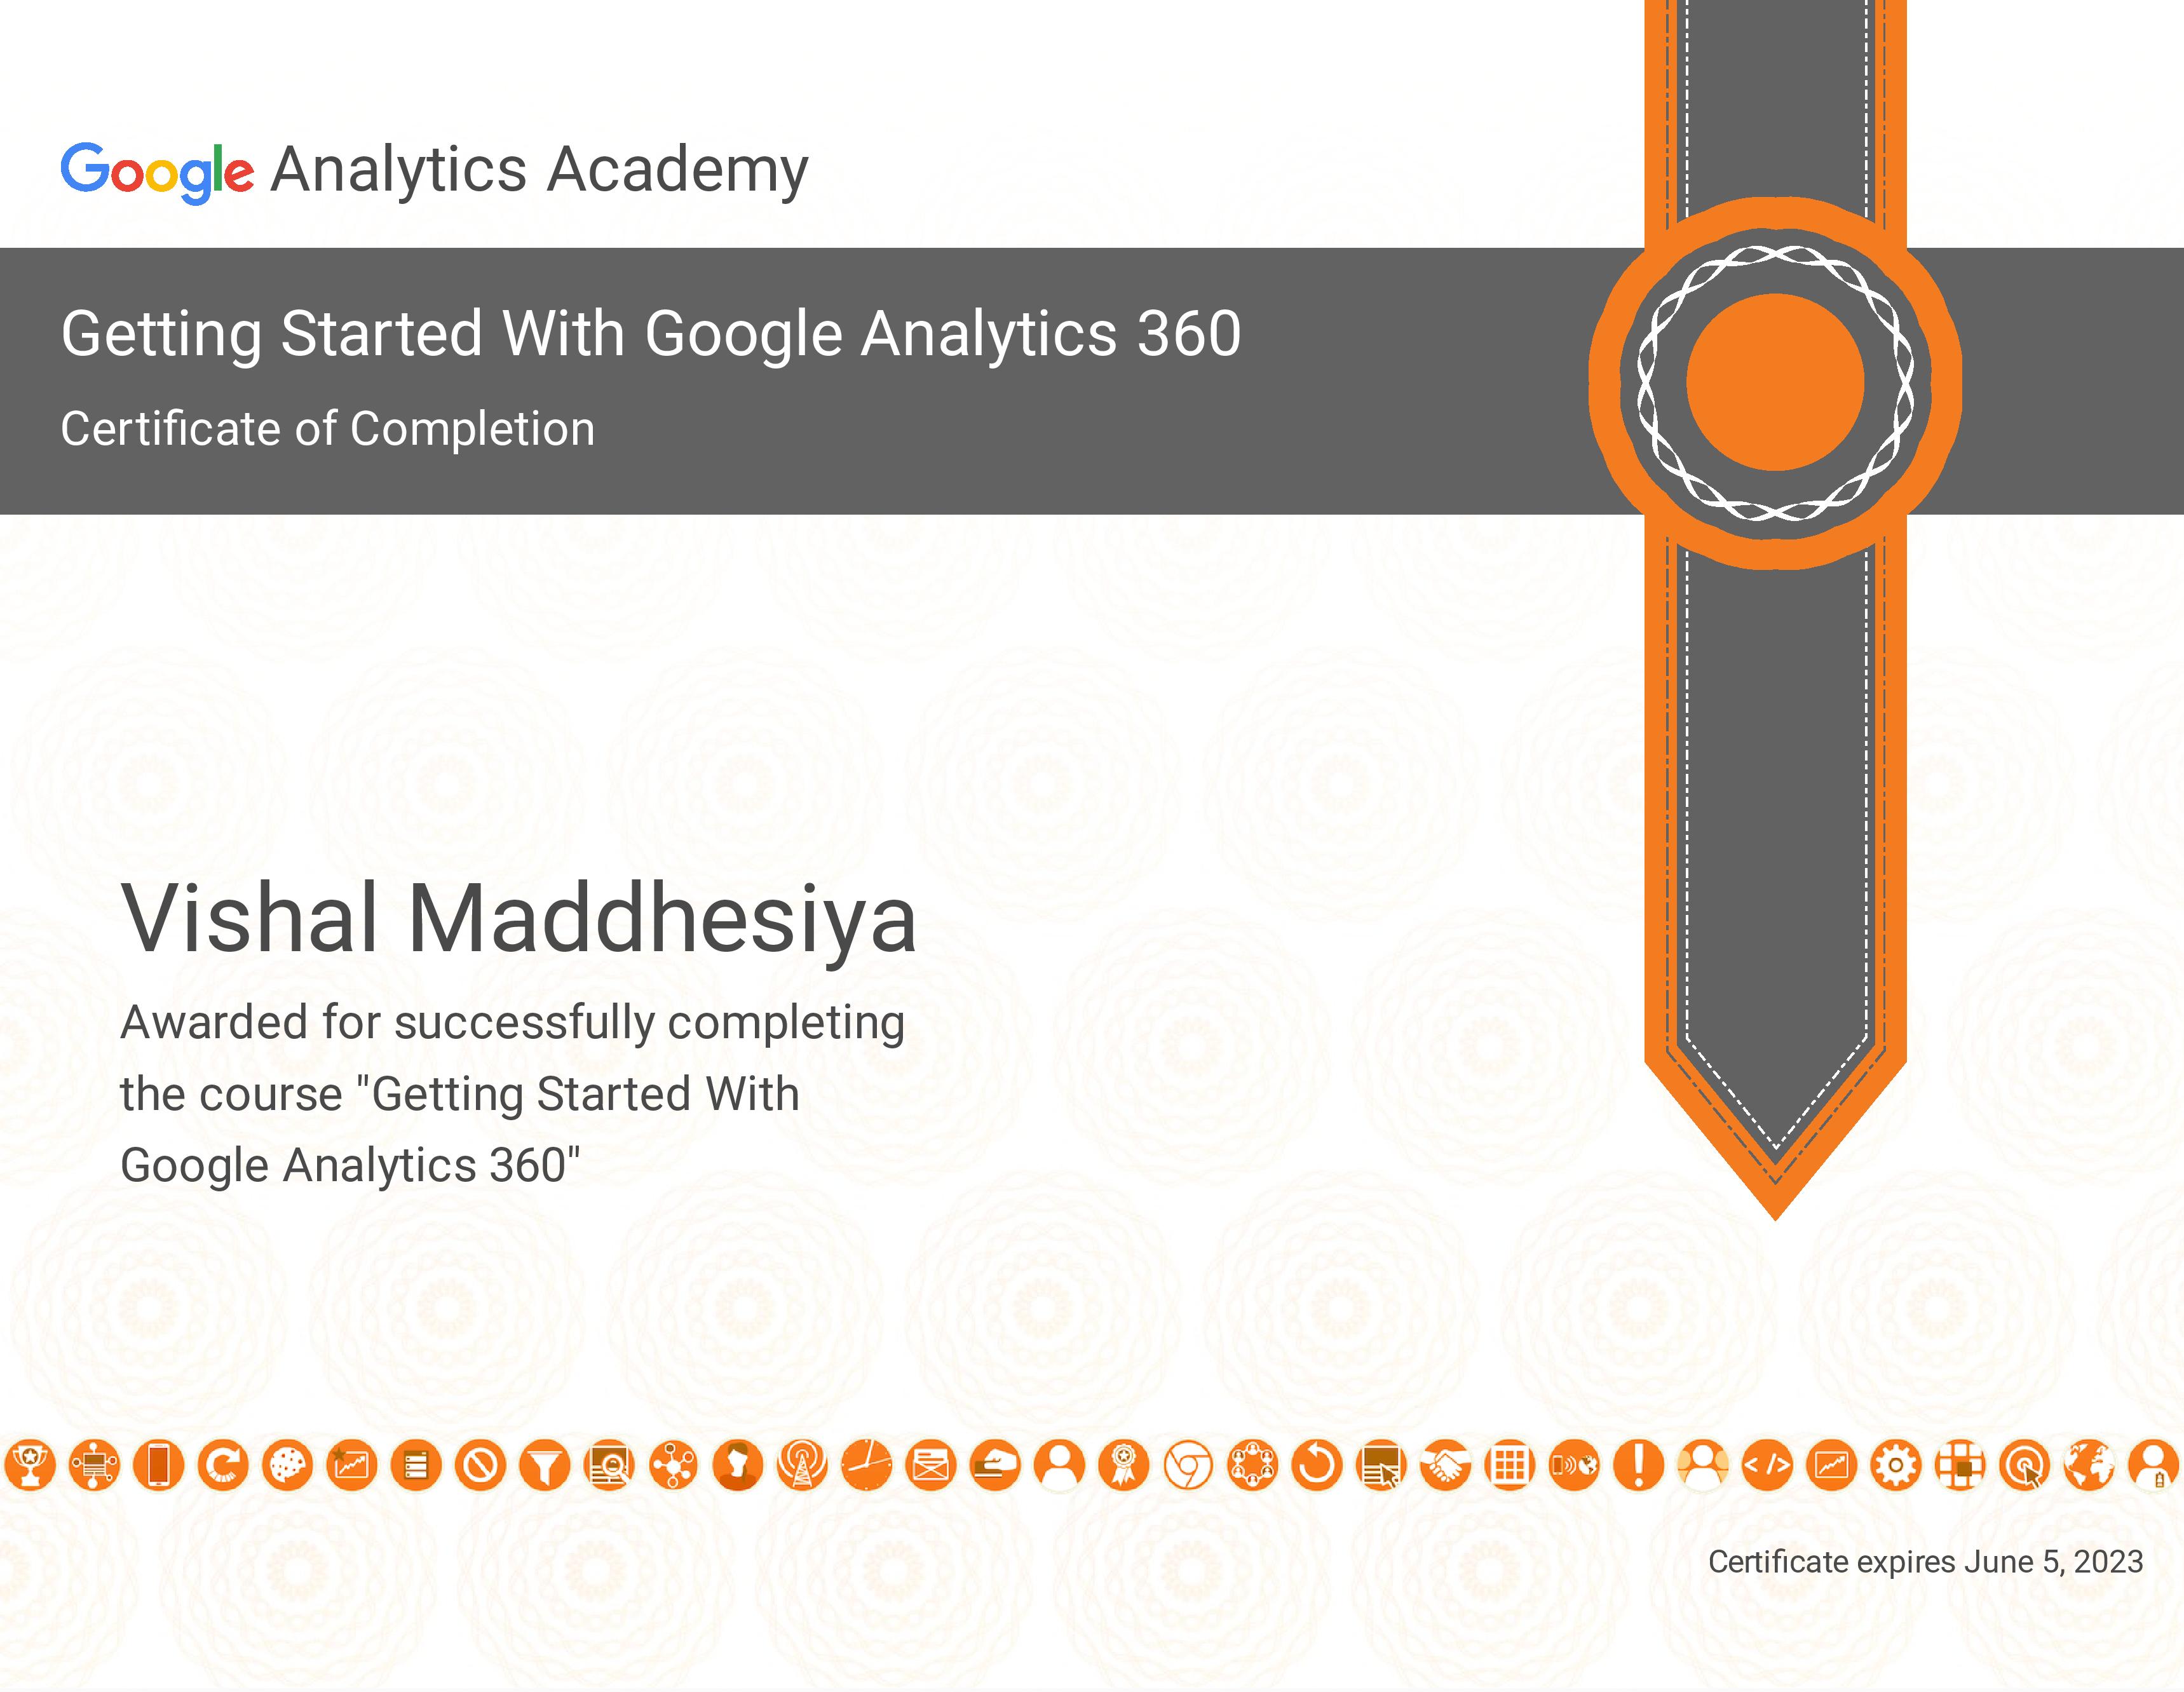 Google Analytics Academy
Getting Started With Google Analytics 360
Certificate of Completion
Vishal Maddhesiya
Awarded for successfully completing
the course "Getting Started With
Google Analytics 360"
Certificate expires June 5, 2023